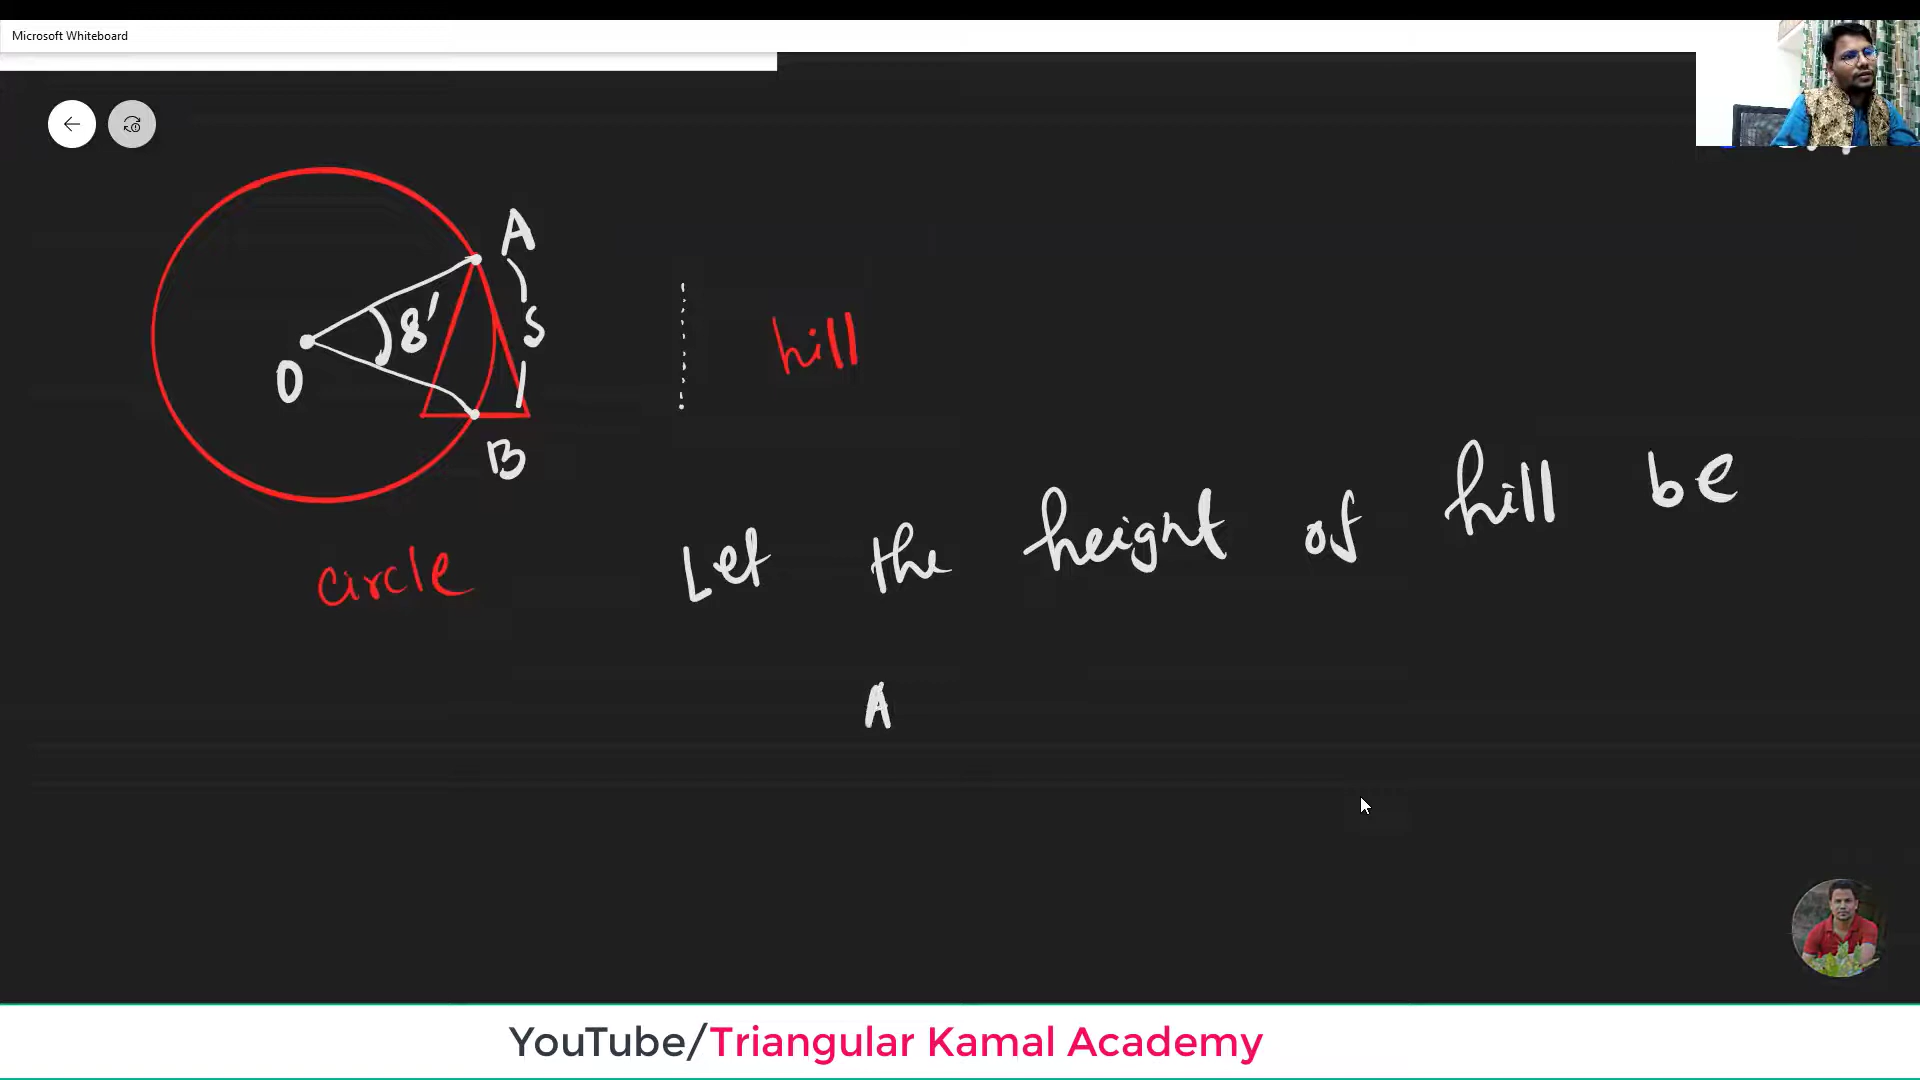 Microsoft Whiteboard
A
8'
S
O
B
hill
circle
Let the height of hill be
A
YouTube/Triangular Kamal Academy